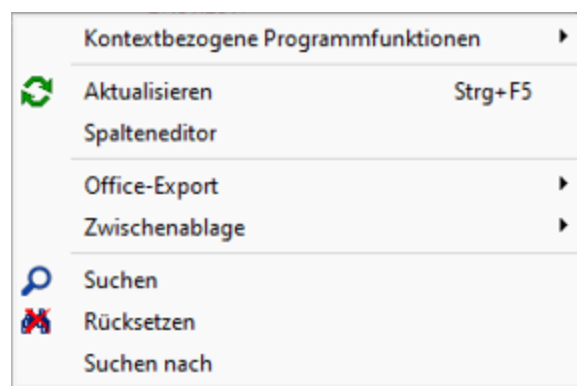 Kontextbezogene Programmfunktionen
Aktualisieren Strg+F5
Spalteneditor
Office-Export
Zwischenablage
Suchen
Rücksetzen
Suchen nach